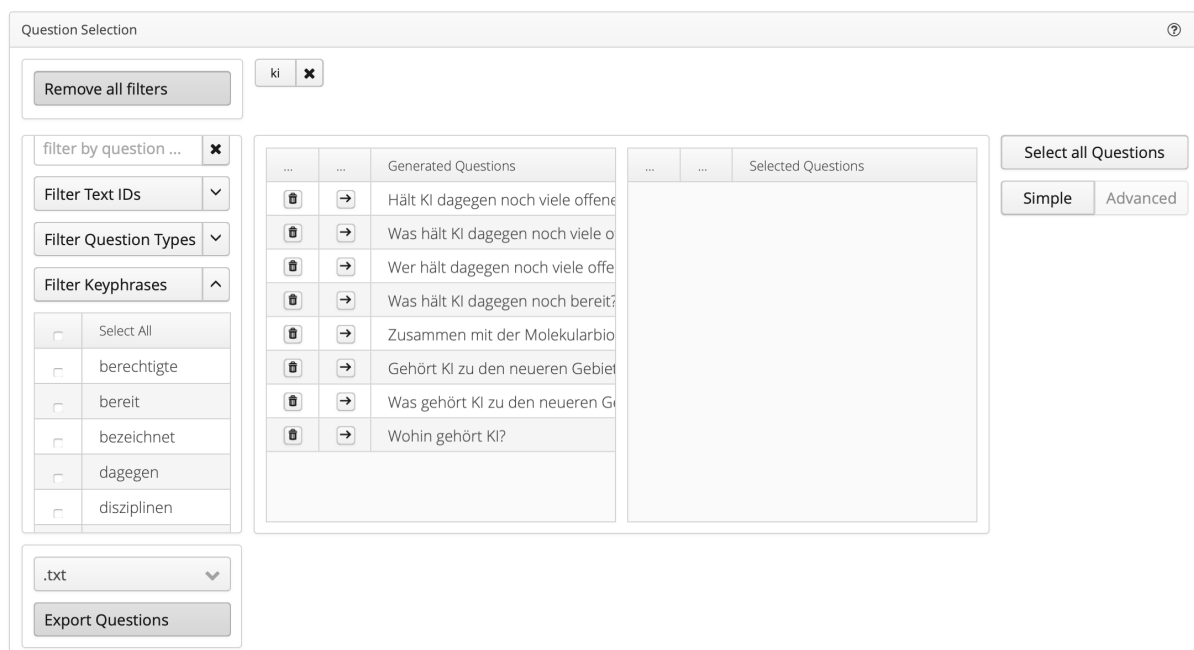 Question Selection
Remove all filters
ki
filter by question ...
Filter Text IDs
Filter Question Types
Filter Keyphrases
Select All
berechtigte
bereit
bezeichnet
dagegen
disziplinen
... ... Generated Questions
Hält KI dagegen noch viele offene
Was hält KI dagegen noch viele o
Wer hält dagegen noch viele offe
Was hält KI dagegen noch bereit?
Zusammen mit der Molekularbio
Gehört KI zu den neueren Gebiet
Was gehört KI zu den neueren Ge
Wohin gehört KI?
... ... Selected Questions
Select all Questions
Simple Advanced
.txt
Export Questions